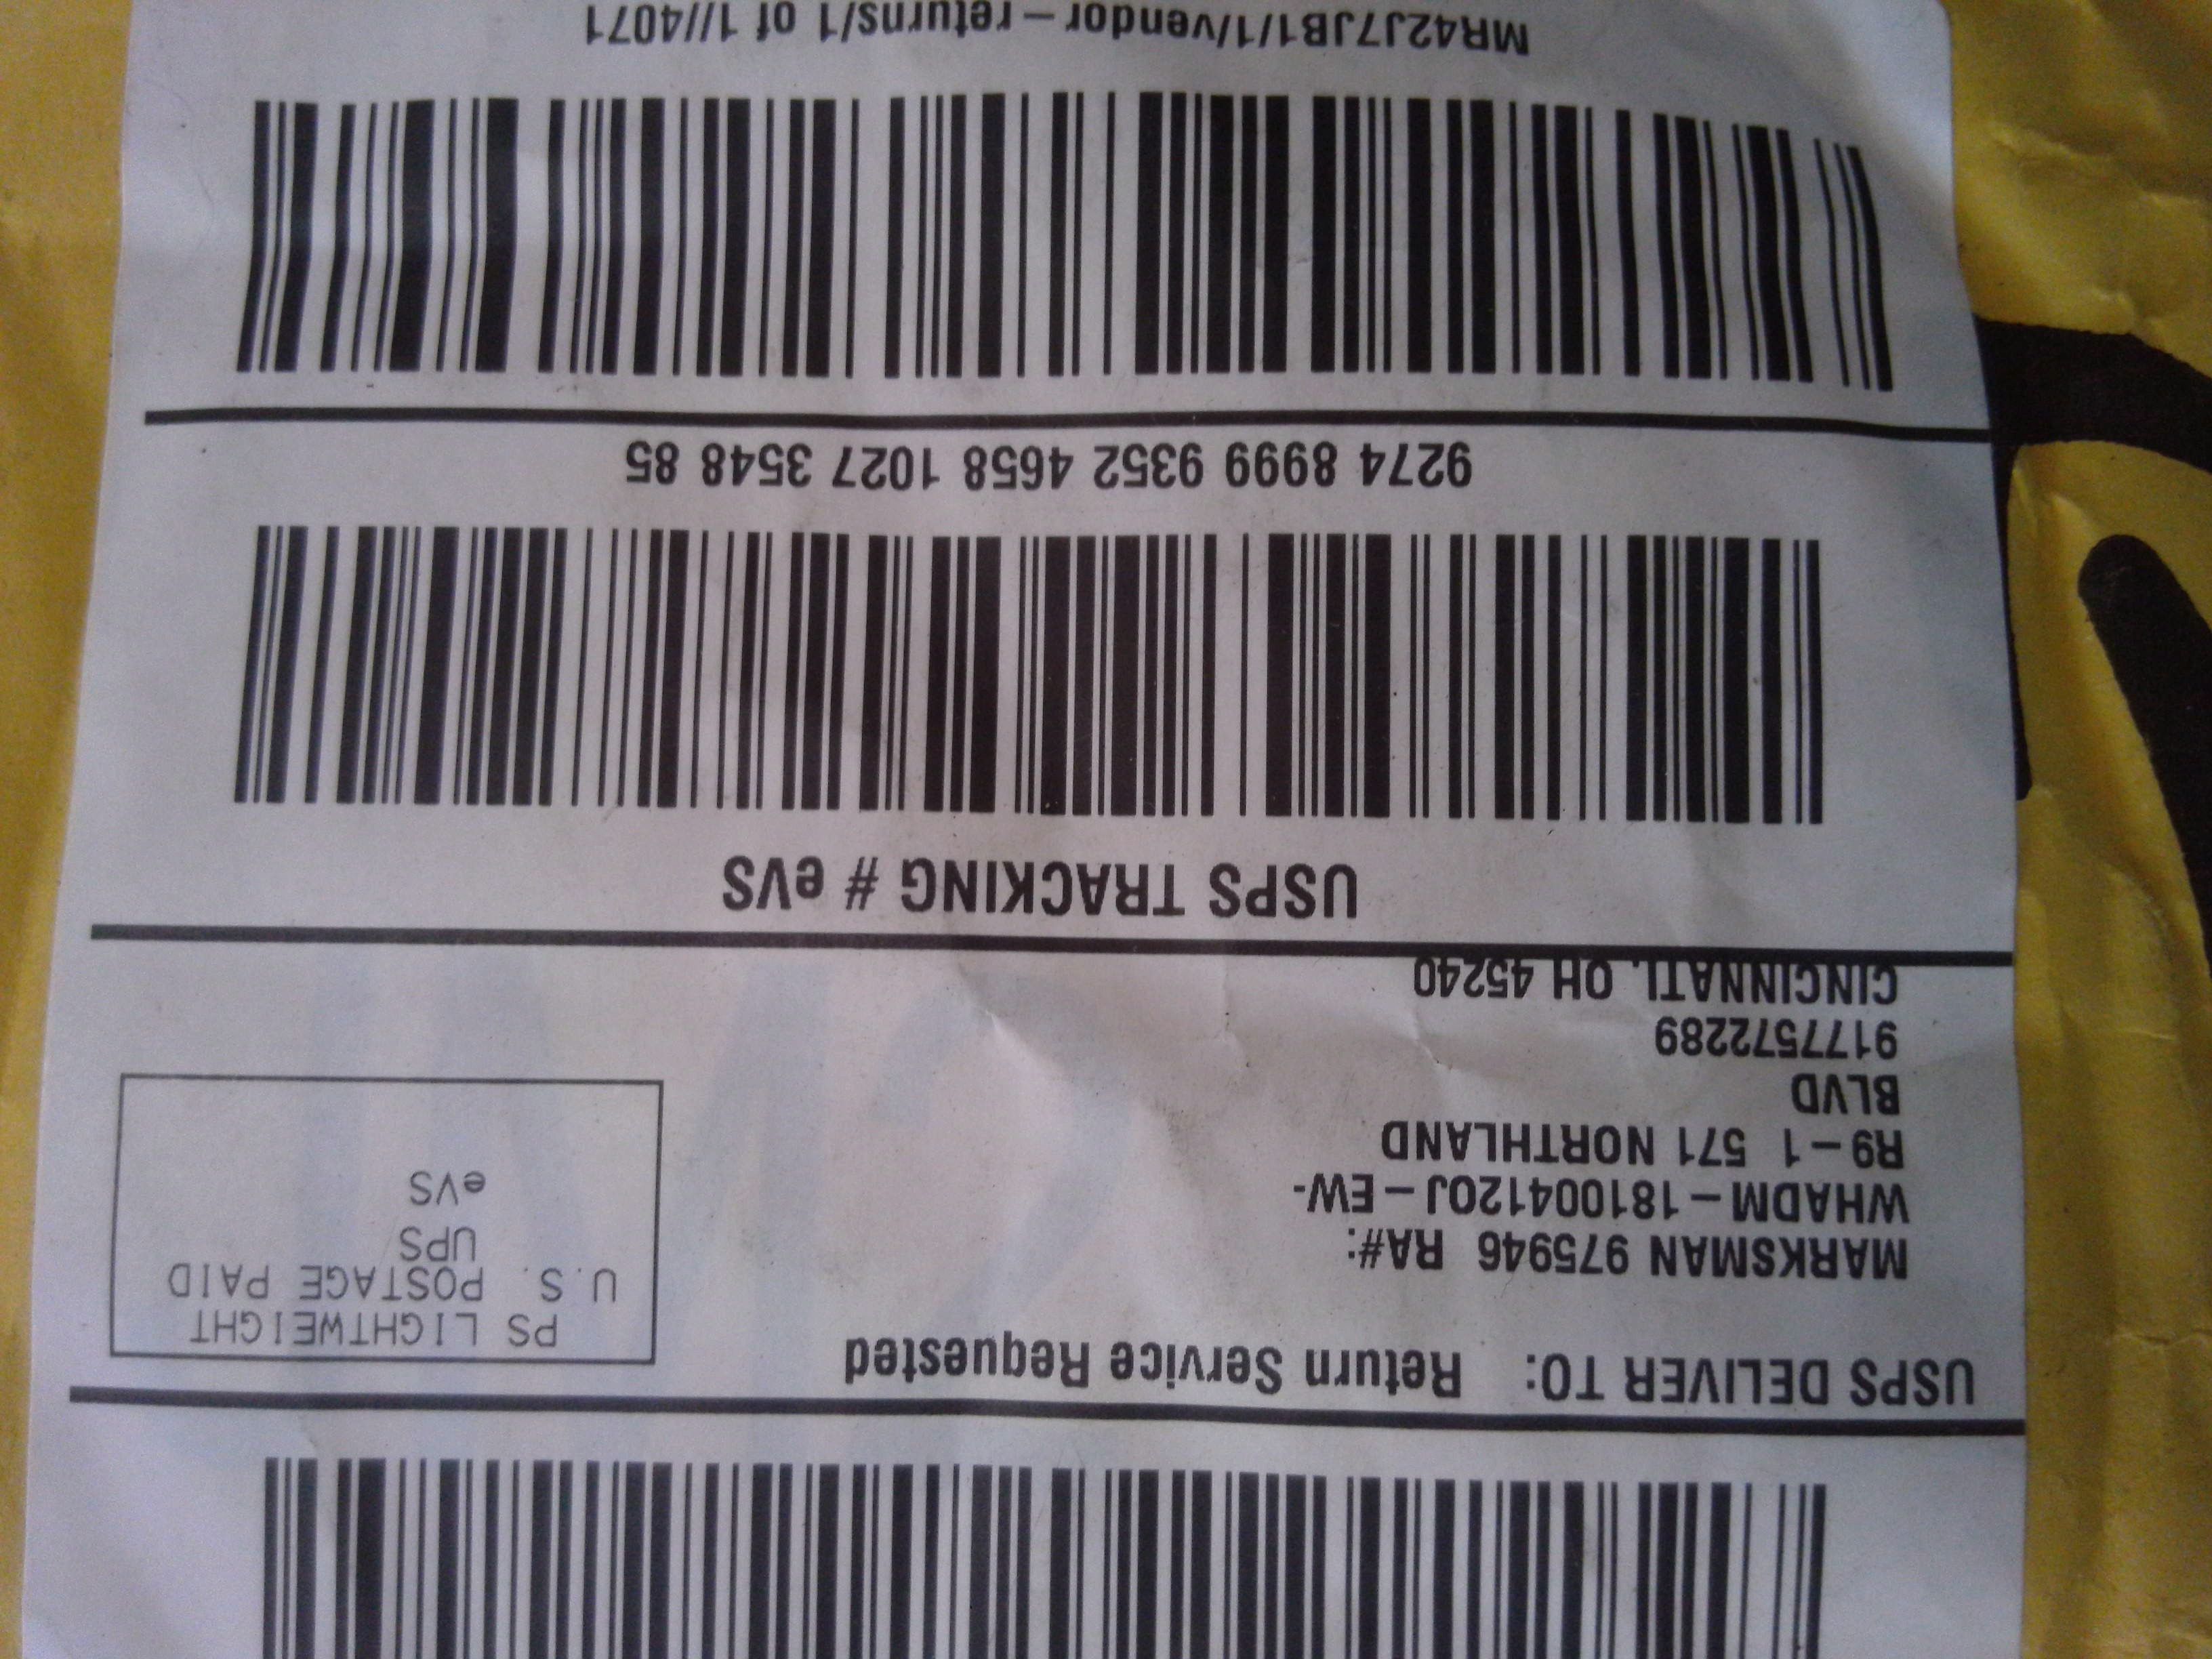 USPS DELIVER TO: Return Service Requested
MARKSMAN 975946 RA#:
WHADM-181004120J-EW-
R9-1 571 NORTHLAND
BLVD
9177572289
CINCINNATI, OH 45240
PS LIGHTWEIGHT
U.S. POSTAGE PAID
UPS
eVS
USPS TRACKING # eVS
9274 8999 9352 4658 1027 3548 85
MR42J7JB1/1/vendor-returns/1 of 1//4071